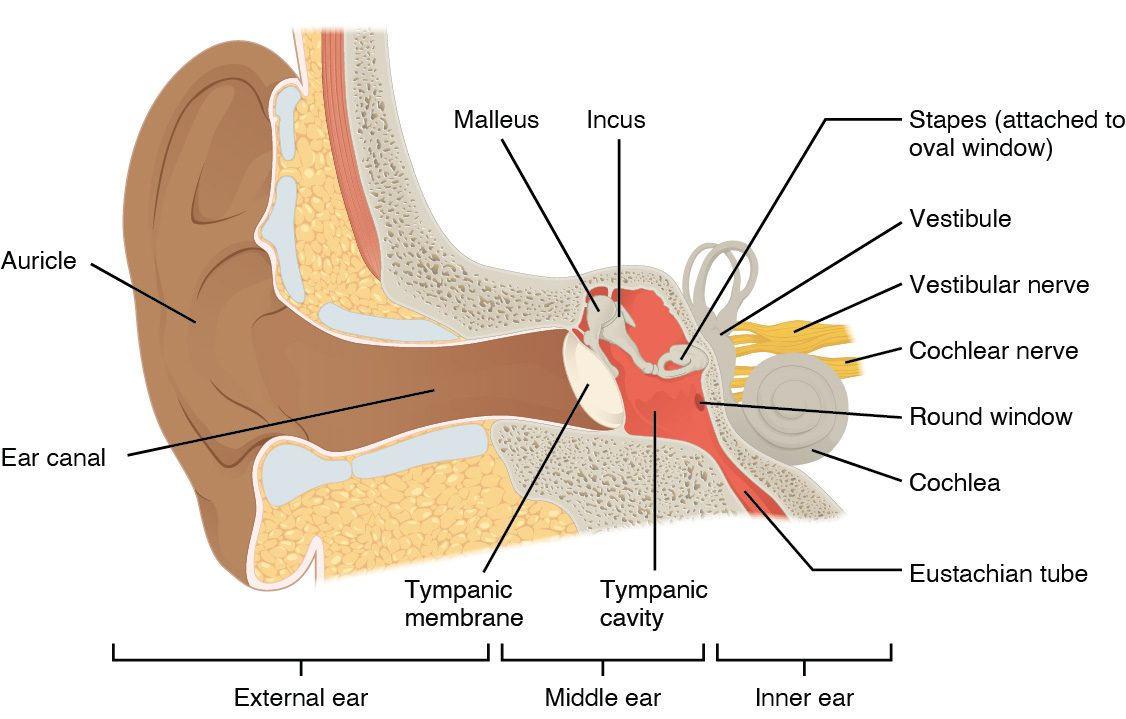 Malleus
Incus
Stapes (attached to
oval window)
Vestibule
Auricle
Vestibular nerve
Cochlear nerve
Round window
Ear canal
Cochlea
Eustachian tube
Tympanic
membrane
Tympanic
cavity
External ear
Middle ear
Inner ear